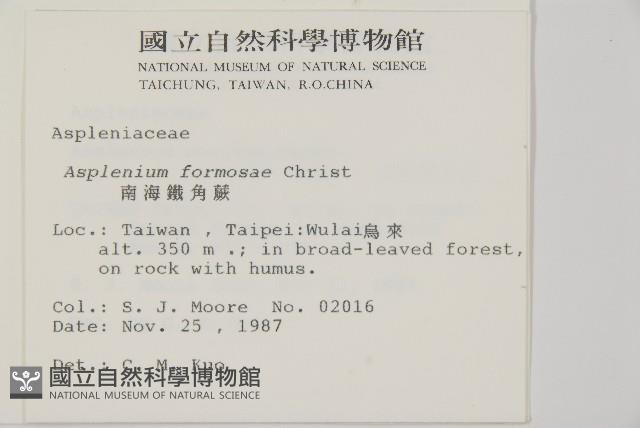 國立自然科學博物館
NATIONAL MUSEUM OF NATURAL SCIENCE
TAICHUNG, TAIWAN, R.O.CHINA
Aspleniaceae
Asplenium formosae Christ
南海鐵角蕨
Loc.: Taiwan , Taipei:Wulai烏來
alt. 350 m .; in broad-leaved forest,
on rock with humus.
Col.: S. J. Moore No. 02016
Date: Nov. 25 , 1987
Det.: C. M. Kuo
國立自然科學博物館
NATIONAL MUSEUM OF NATURAL SCIENCE